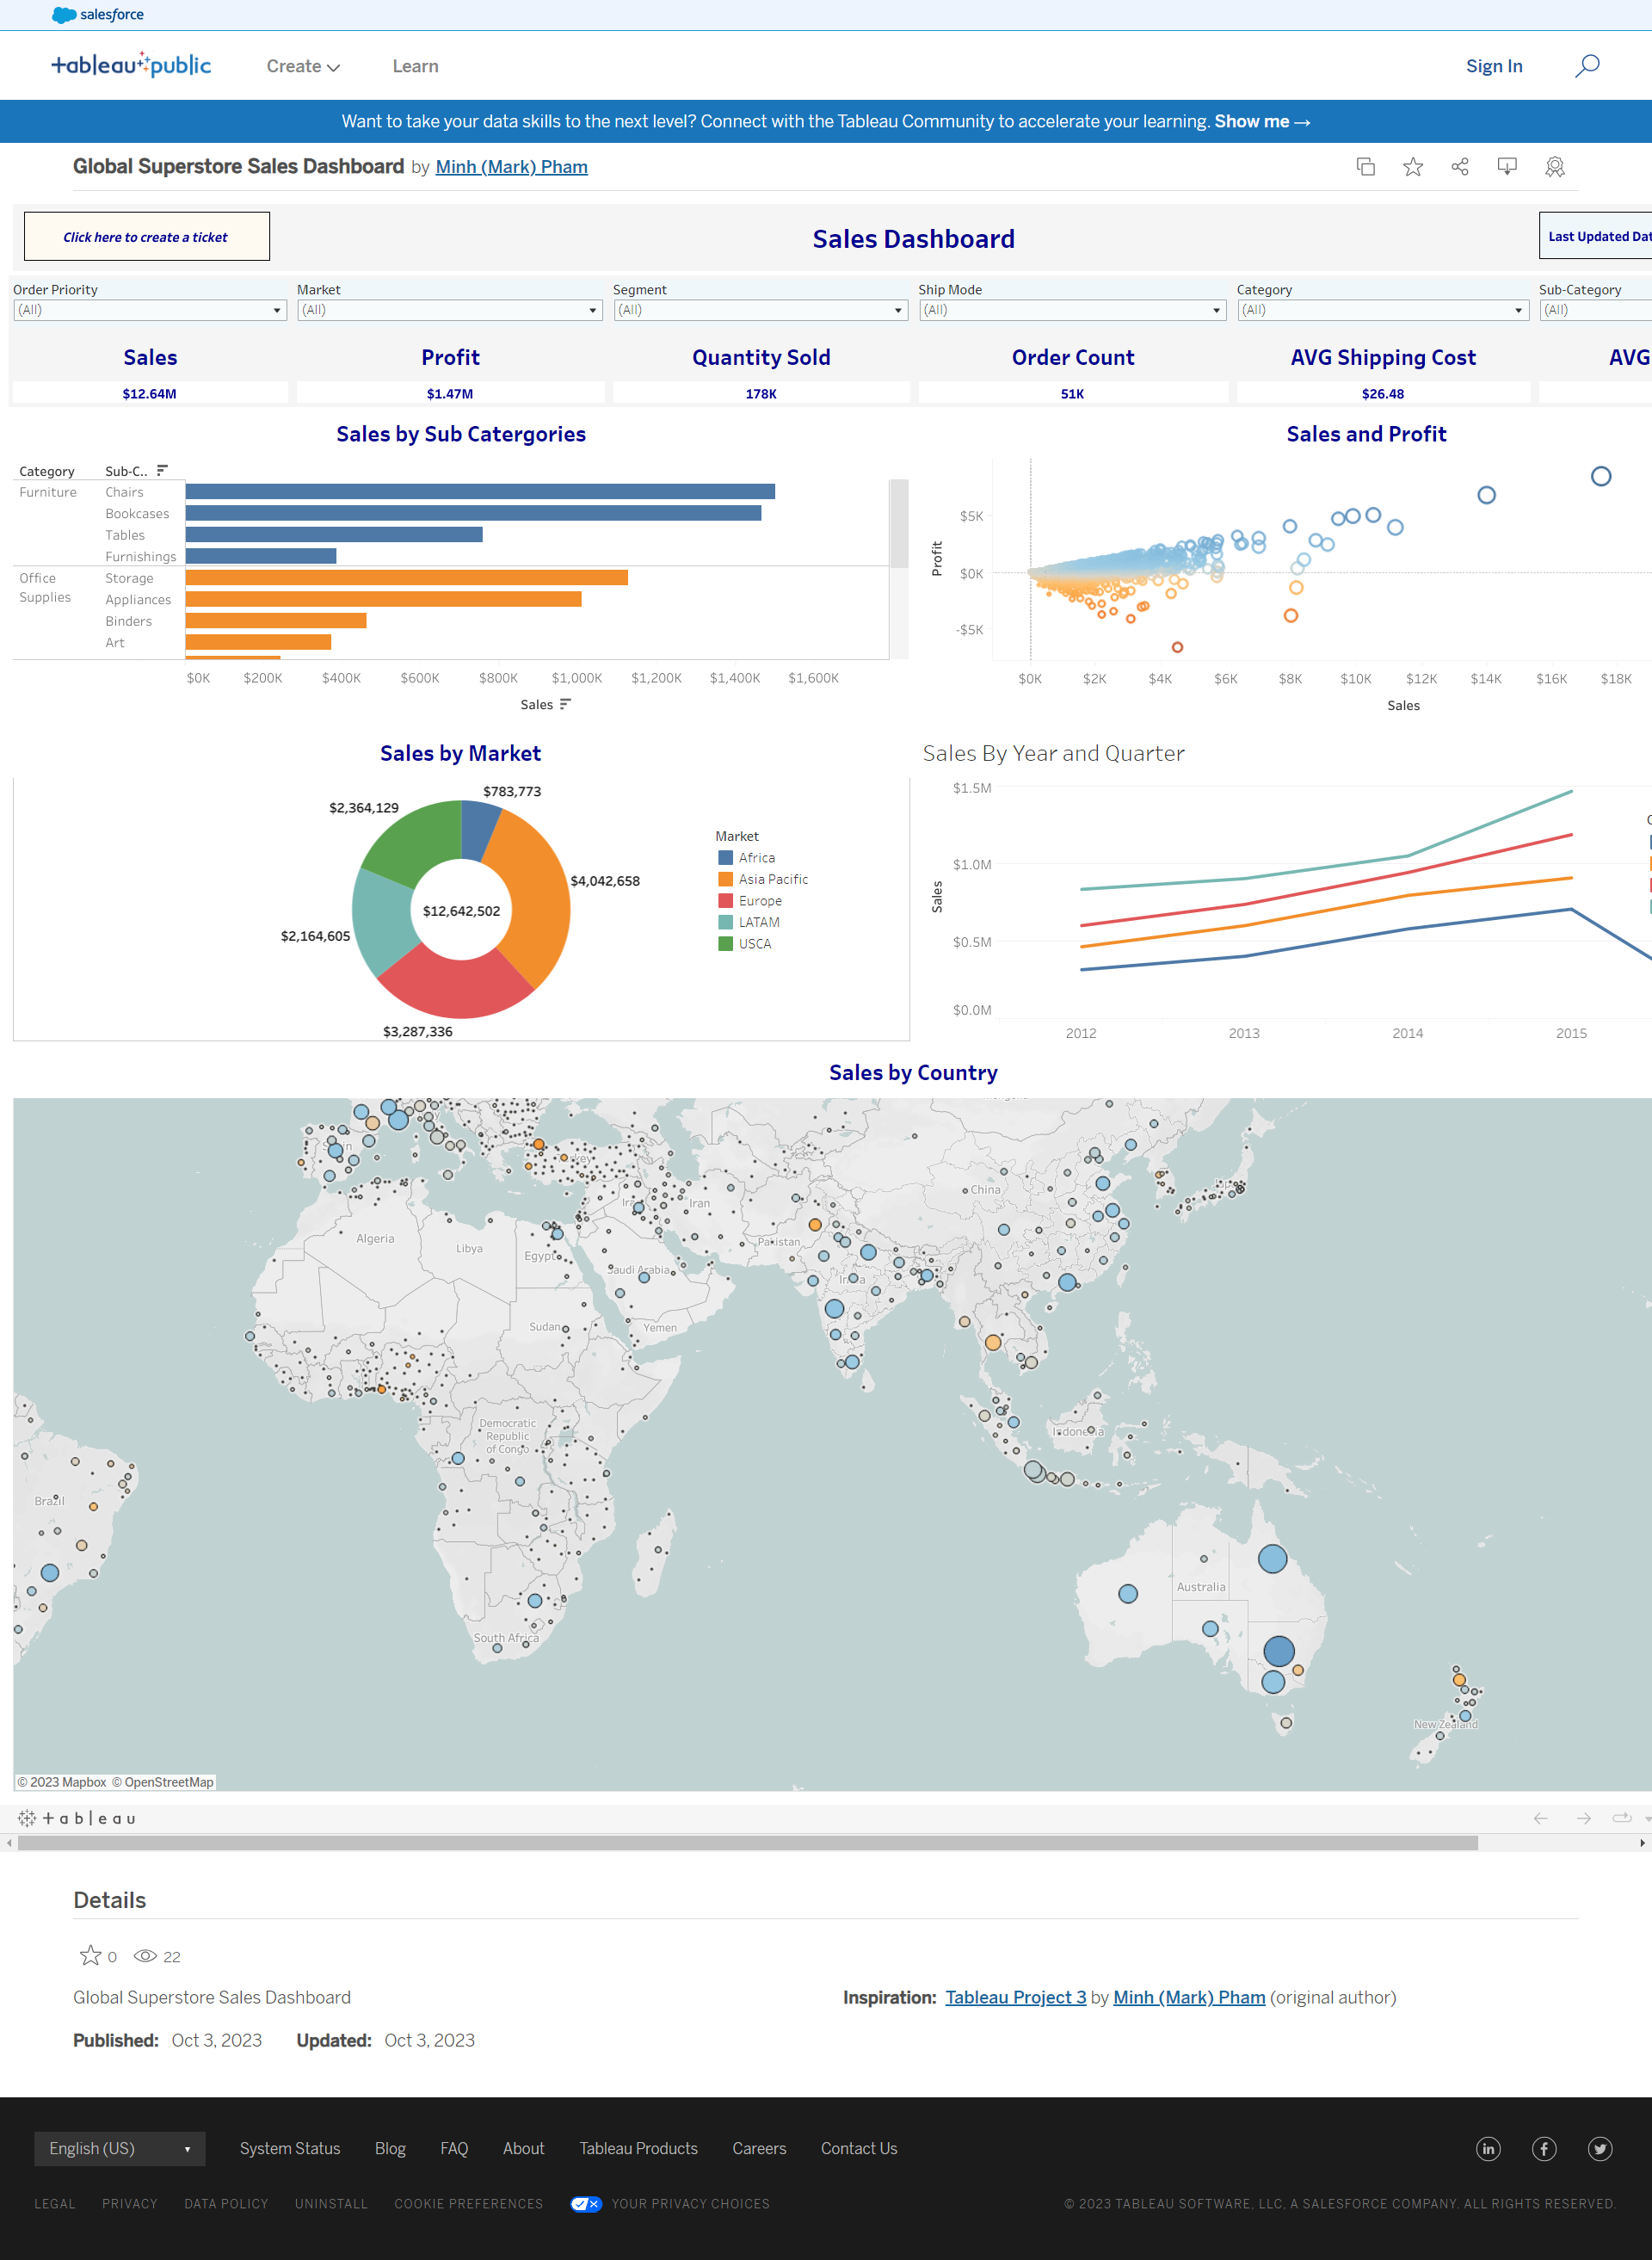 salesforce
tableau public
Create
Learn
Sign In
Want to take your data skills to the next level? Connect with the Tableau Community to accelerate your learning. Show me →
Global Superstore Sales Dashboard by Minh (Mark) Pham
Click here to create a ticket
Sales Dashboard
Last Updated Dat
Order Priority
Market
Segment
Ship Mode
Category
Sub-Category
(All)
(All)
(All)
(All)
(All)
(All)
Sales
Profit
Quantity Sold
Order Count
AVG Shipping Cost
AVG
$12.64M
$1.47M
178K
51K
$26.48
Sales by Sub Catergories
Category
Sub-C..
Furniture
Chairs
Bookcases
Tables
Furnishings
Office
Supplies
Storage
Appliances
Binders
Art
$0K
$200K
$400K
$600K
$800K
$1,000K
$1,200K
$1,400K
$1,600K
Sales
Sales and Profit
Profit
$5K
$0K
-$5K
$0K
$2K
$4K
$6K
$8K
$10K
$12K
$14K
$16K
$18K
Sales
Sales by Market
$783,773
$2,364,129
$4,042,658
$12,642,502
$2,164,605
$3,287,336
Market
Africa
Asia Pacific
Europe
LATAM
USCA
Sales By Year and Quarter
Sales
$1.5M
$1.0M
$0.5M
$0.0M
2012
2013
2014
2015
Sales by Country
China
Iran
Algeria
Libya
Egypt
Pakistan
Saudi Arabia
India
Sudan
Yemen
Democratic
Republic
of Congo
Indonesia
Brazil
Australia
South Africa
New Zealand
© 2023 Mapbox © OpenStreetMap
tableau
Details
0
22
Global Superstore Sales Dashboard
Inspiration: Tableau Project 3 by Minh (Mark) Pham (original author)
Published: Oct 3, 2023 Updated: Oct 3, 2023
English (US)
System Status
Blog
FAQ
About
Tableau Products
Careers
Contact Us
LEGAL
PRIVACY
DATA POLICY
UNINSTALL
COOKIE PREFERENCES
YOUR PRIVACY CHOICES
© 2023 TABLEAU SOFTWARE, LLC, A SALESFORCE COMPANY. ALL RIGHTS RESERVED.